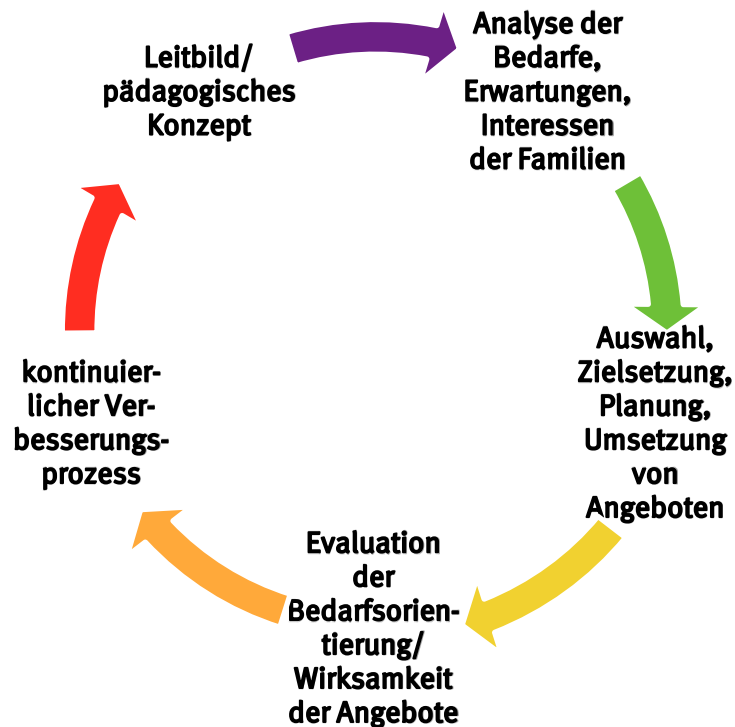 Leitbild/
pädagogisches
Konzept
Analyse der
Bedarfe,
Erwartungen,
Interessen
der Familien
Auswahl,
Zielsetzung,
Planung,
Umsetzung
von
Angeboten
Evaluation
der
Bedarfsorien-
tierung/
Wirksamkeit
der Angebote
kontinuier-
licher Ver-
besserungs-
prozess